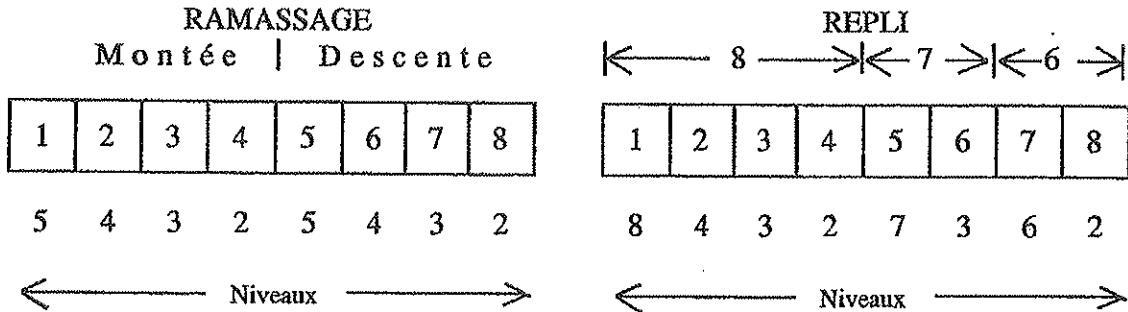 RAMASSAGE
Montée | Descente
1 2 3 4 5 6 7 8
5 4 3 2 5 4 3 2
Niveaux
REPLI
8 7 6
1 2 3 4 5 6 7 8
8 4 3 2 7 3 6 2
Niveaux